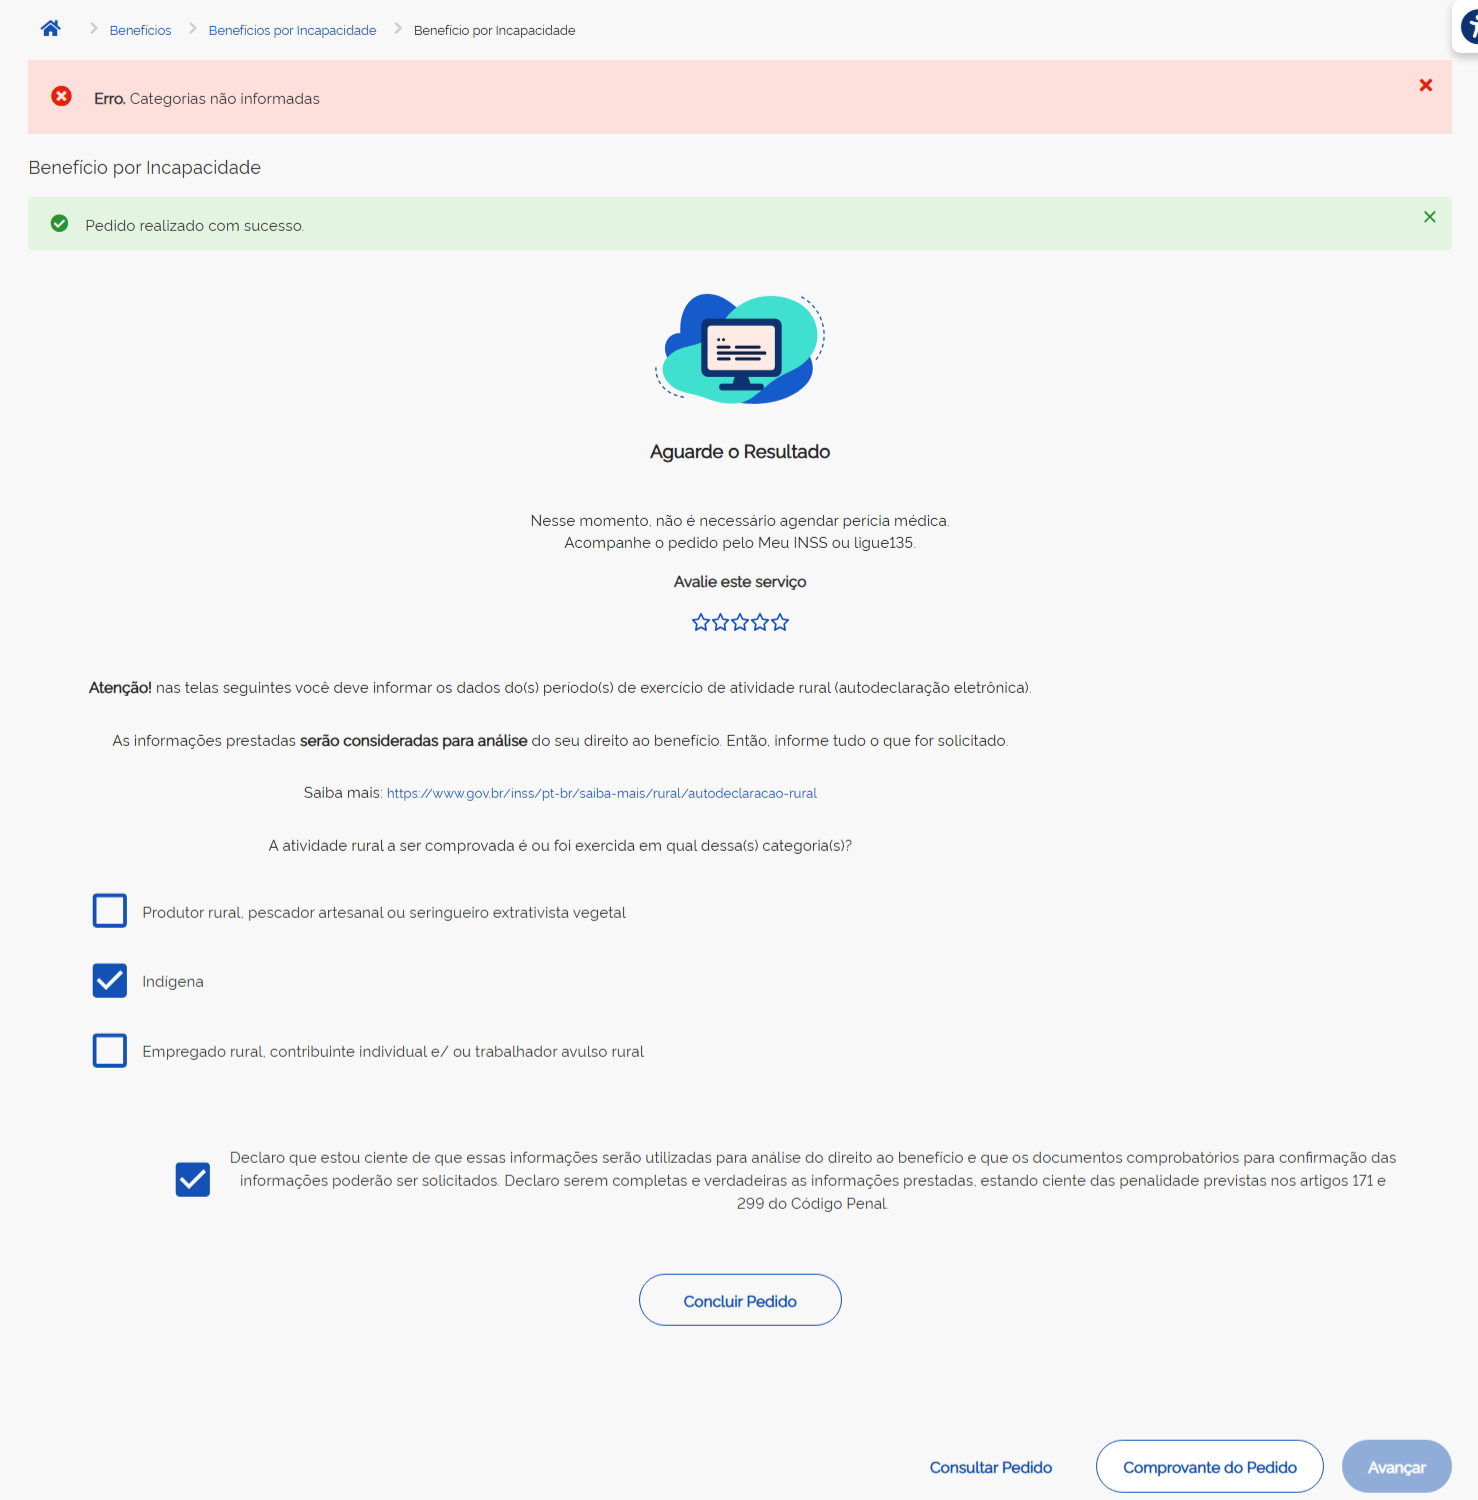 Benefícios Benefícios por Incapacidade Benefício por Incapacidade
Erro. Categorias não informadas
Benefício por Incapacidade
Pedido realizado com sucesso.
Aguarde o Resultado
Nesse momento, não é necessário agendar perícia médica.
Acompanhe o pedido pelo Meu INSS ou ligue135.
Avalie este serviço
Atenção! nas telas seguintes você deve informar os dados do(s) período(s) de exercício de atividade rural (autodeclaração eletrônica).
As informações prestadas serão consideradas para análise do seu direito ao benefício. Então, informe tudo o que for solicitado.
Saiba mais: https://www.gov.br/inss/pt-br/saiba-mais/rural/autodeclaracao-rural
A atividade rural a ser comprovada é ou foi exercida em qual dessa(s) categoria(s)?
Produtor rural, pescador artesanal ou seringueiro extrativista vegetal
Indígena
Empregado rural, contribuinte individual e/ ou trabalhador avulso rural
Declaro que estou ciente de que essas informações serão utilizadas para análise do direito ao benefício e que os documentos comprobatórios para confirmação das
informações poderão ser solicitados. Declaro serem completas e verdadeiras as informações prestadas, estando ciente das penalidade previstas nos artigos 171 e
299 do Código Penal.
Concluir Pedido
Consultar Pedido Comprovante do Pedido Avançar